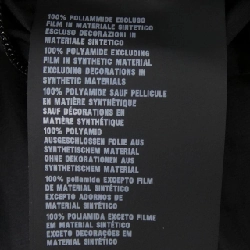 100% POLIAMMIDE ESCLUSO
FILM IN MATERIALE SINTETICO
ESCLUSO DECORAZIONI IN
MATERIALE SINTETICO
100% POLYAMIDE EXCLUDING
FILM IN SYNTHETIC MATERIAL
EXCLUDING DECORATIONS IN
SYNTHETIC MATERIALS
100% POLYAMIDE SAUF PELLICULE
EN MATIÈRE SYNTHÉTIQUE
SAUF DÉCORATIONS EN
MATIÈRE SYNTHÉTIQUE
100% POLYAMID
AUSGESCHLOSSEN FOLIE AUS
SYNTHETISCHEM MATERIAL
OHNE DEKORATIONEN AUS
SYNTHETISCHEM MATERIAL
100% poliamida EXCEPTO FILM
DE MATERIAL SINTÉTICO
EXCEPTO ADORNOS DE
MATERIAL SINTÉTICO
100% POLIAMIDA EXCETO FILME
EM MATERIAL SINTÉTICO
EXCETO DECORAÇÕES EM
MATERIAL SINTÉTICO